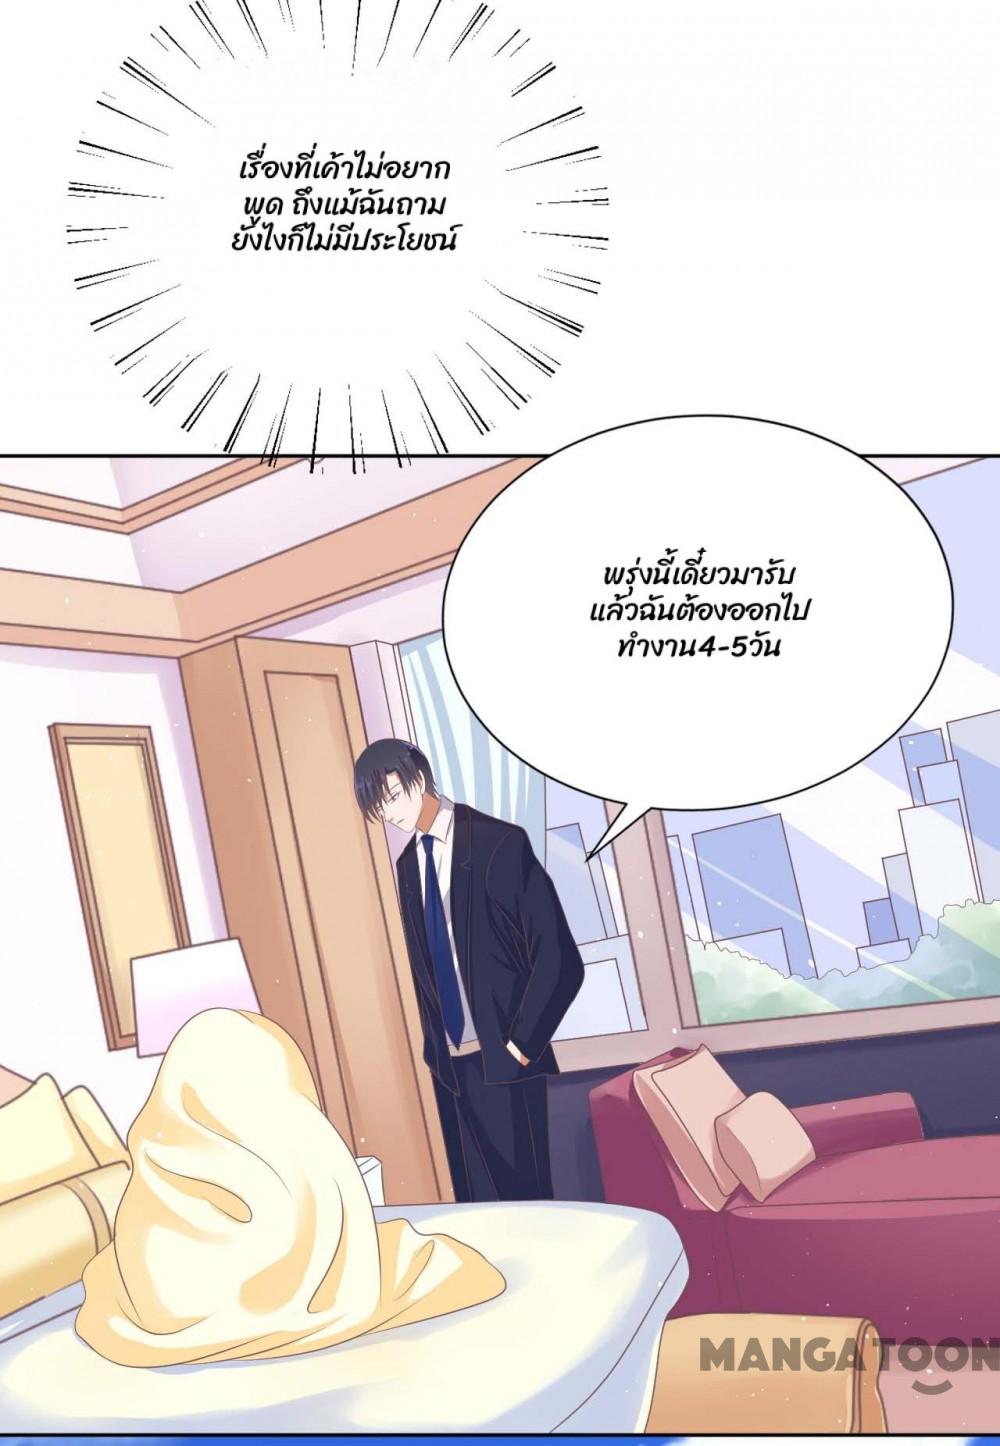 เรื่องที่เค้าไม่อยาก
พูด ถึงแม้ฉันถาม
ยังไงก็ไม่มีประโยชน์
พรุ่งนี้เดี๋ยวมารับ
แล้วฉันต้องออกไป
ทำงาน4-5วัน
MANGATOON